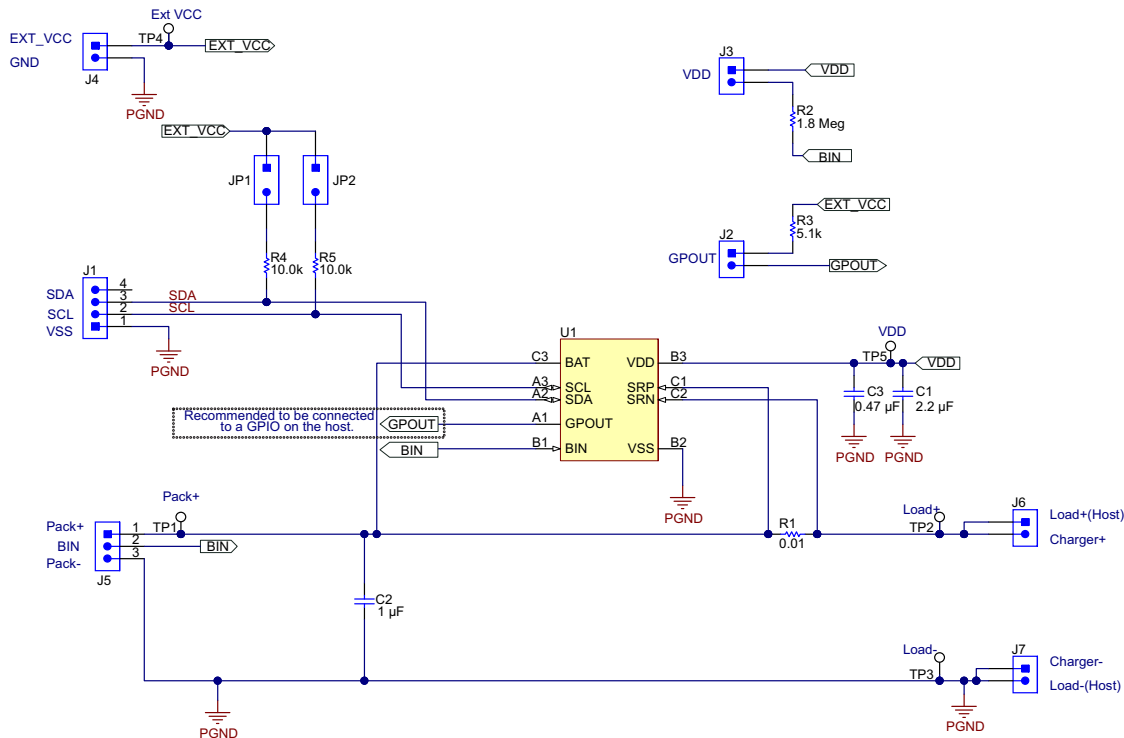 Ext VCC
EXT_VCC
TP4
EXT_VCC
GND
J4
PGND
J3
VDD
VDD
R2
1.8 Meg
BIN
EXT_VCC
JP1
JP2
EXT_VCC
R3
5.1k
J2
GPOUT
GPOUT
R4
10.0k
R5
10.0k
J1
4
SDA
3
SDA
SCL
2
SCL
VSS
1
PGND
U1
VDD
C3
BAT
VDD
B3
TP5
VDD
A3
SCL
SRP
C1
A2
SDA
SRN
C2
C3
0.47 µF
C1
2.2 µF
Recommended to be connected
to a GPIO on the host.
GPOUT
A1
GPOUT
BIN
B1
BIN
VSS
B2
PGND
PGND
PGND
Pack+
Pack+
1
TP1
BIN
2
BIN
Pack-
3
J5
R1
0.01
Load+
TP2
J6
Load+(Host)
Charger+
C2
1 µF
Load-
TP3
J7
Charger-
Load-(Host)
PGND
PGND